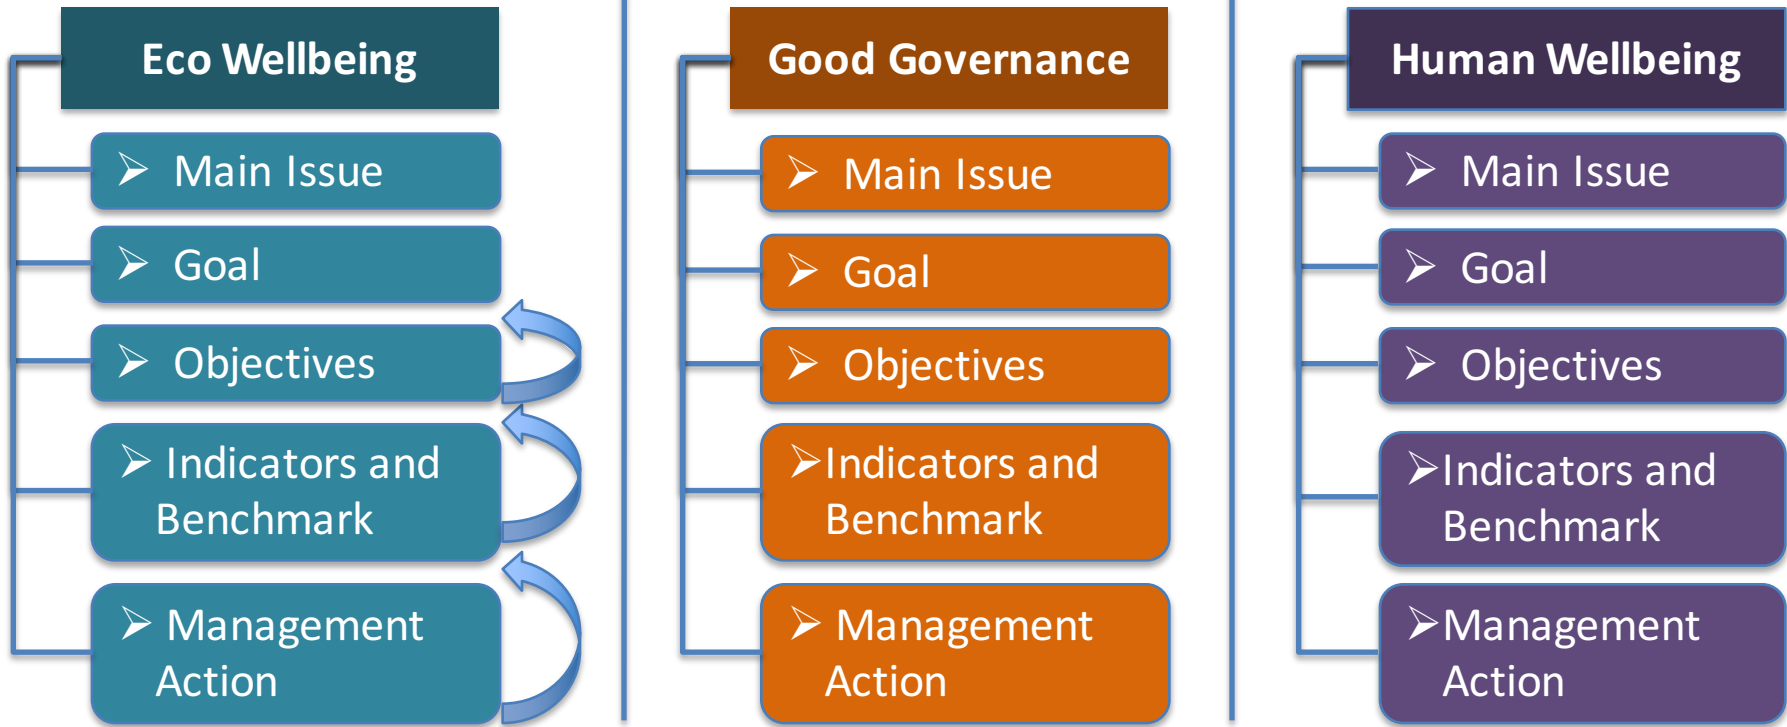 Eco Wellbeing
➢ Main Issue
➢ Goal
➢ Objectives
➢ Indicators and
Benchmark
➢ Management
Action
Good Governance
➢ Main Issue
➢ Goal
➢ Objectives
➢Indicators and
Benchmark
➢ Management
Action
Human Wellbeing
➢ Main Issue
➢ Goal
➢ Objectives
➢Indicators and
Benchmark
➢Management
Action